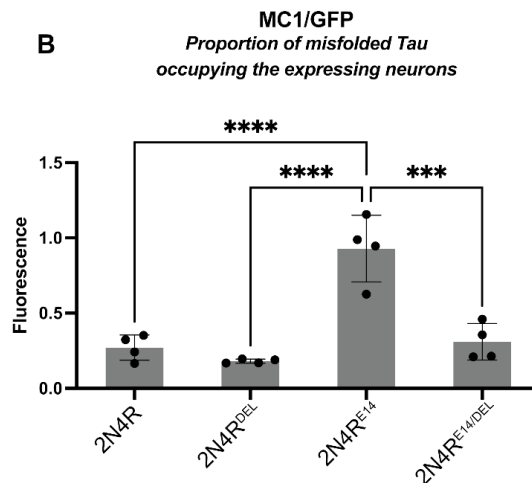 B
MC1/GFP
Proportion of misfolded Tau
occupying the expressing neurons
****
**** ***
Fluorescence
1.5
1.0
0.5
0.0
2N4R
2N4R^DEL
2N4R^E14
2N4R^E14/DEL